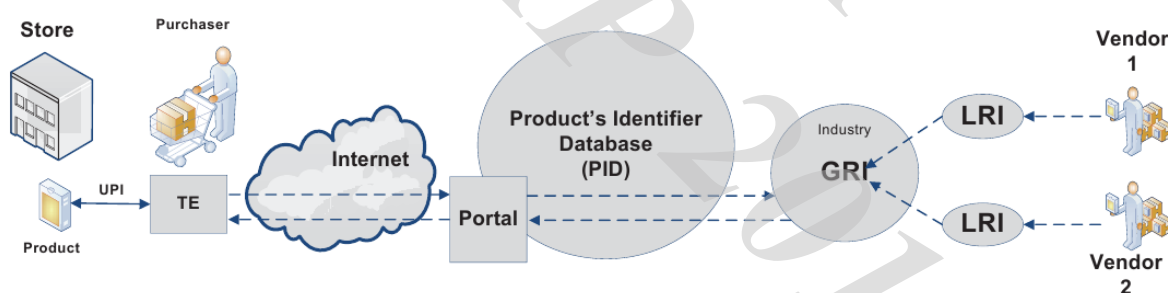 Store
Purchaser
Vendor
1
Product's Identifier
Database
(PID)
Industry
GRI
LRI
Internet
UPI
TE
Portal
LRI
Product
Vendor
2